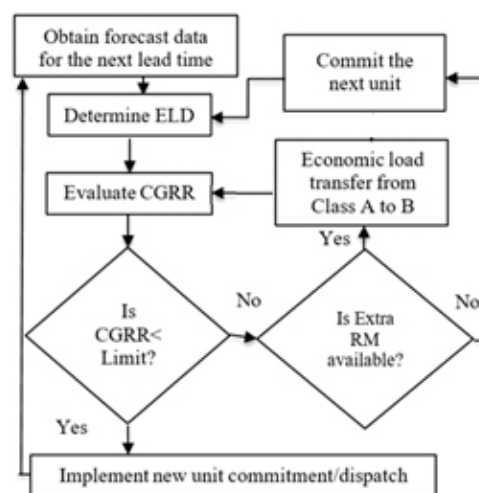 Obtain forecast data
for the next lead time
Commit the
next unit
Determine ELD
Economic load
transfer from
Class A to B
Evaluate CGRR
Yes
Is
CGRR<
Limit?
No
Is Extra
RM
available?
No
Yes
Implement new unit commitment/dispatch